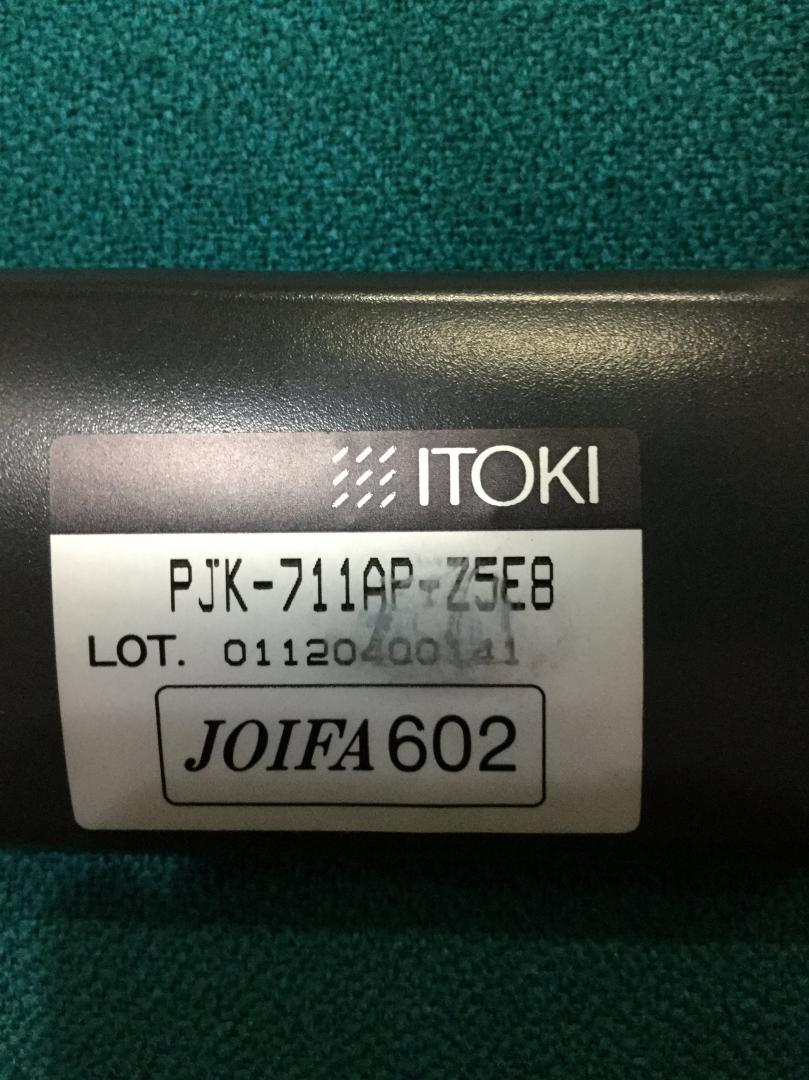 ITOKI
PJK-711AP-Z5E8
LOT. 01120400141
JOIFA 602